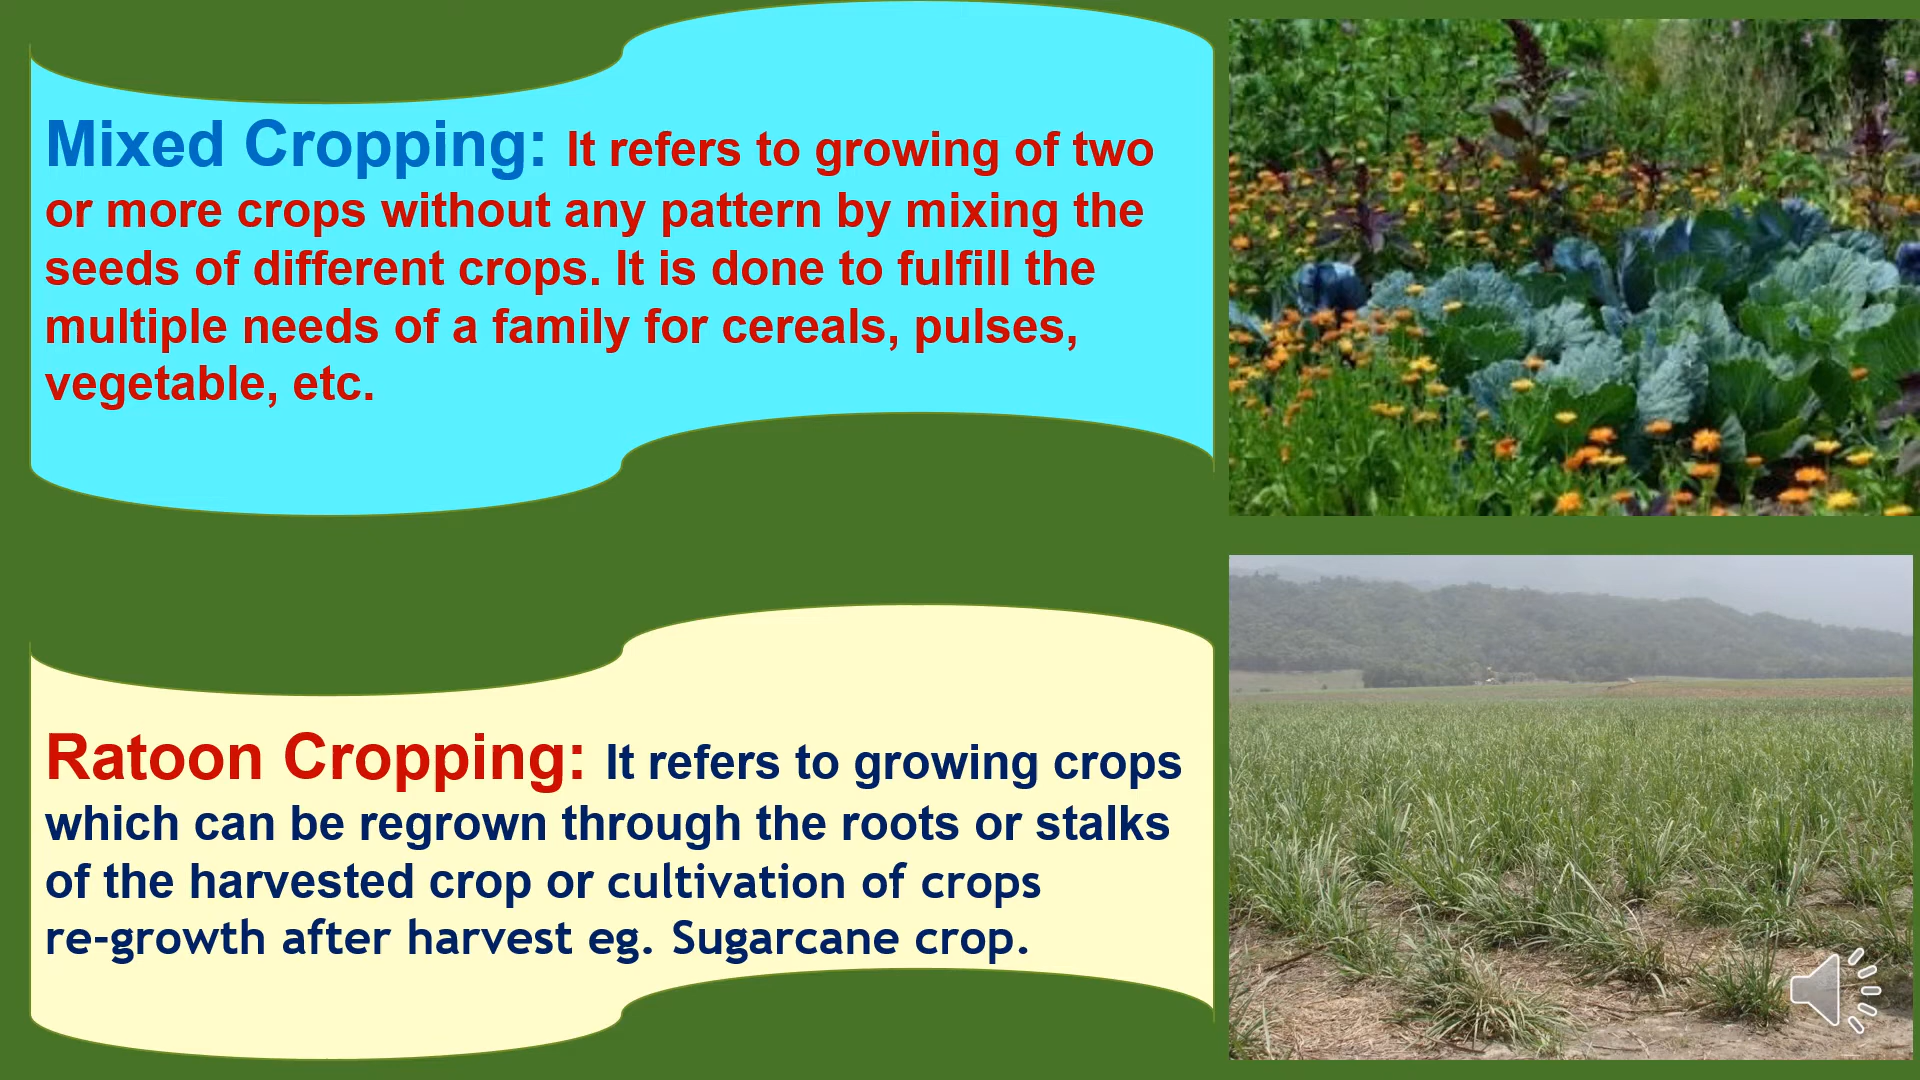 Mixed Cropping: It refers to growing of two
or more crops without any pattern by mixing the
seeds of different crops. It is done to fulfill the
multiple needs of a family for cereals, pulses,
vegetable, etc.
Ratoon Cropping: It refers to growing crops
which can be regrown through the roots or stalks
of the harvested crop or cultivation of crops
re-growth after harvest eg. Sugarcane crop.